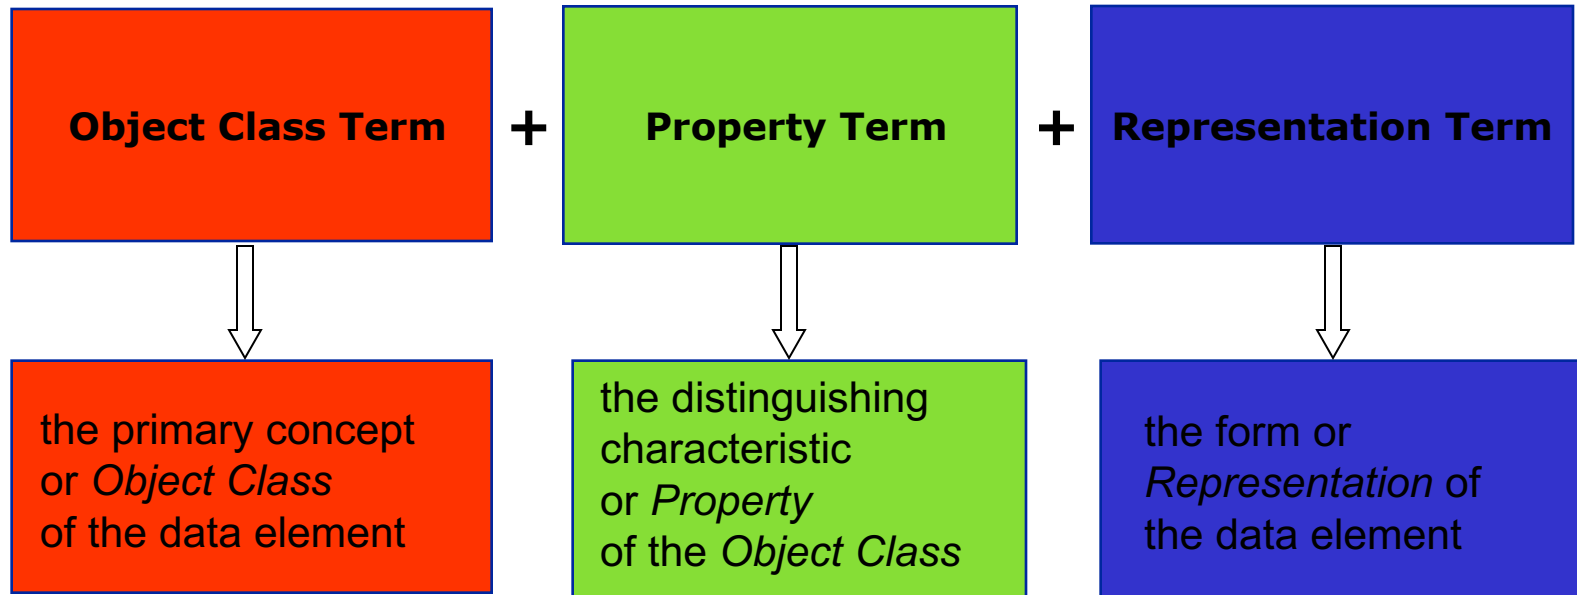 Object Class Term + Property Term + Representation Term
the primary concept
or Object Class
of the data element
the distinguishing
characteristic
or Property
of the Object Class
the form or
Representation of
the data element